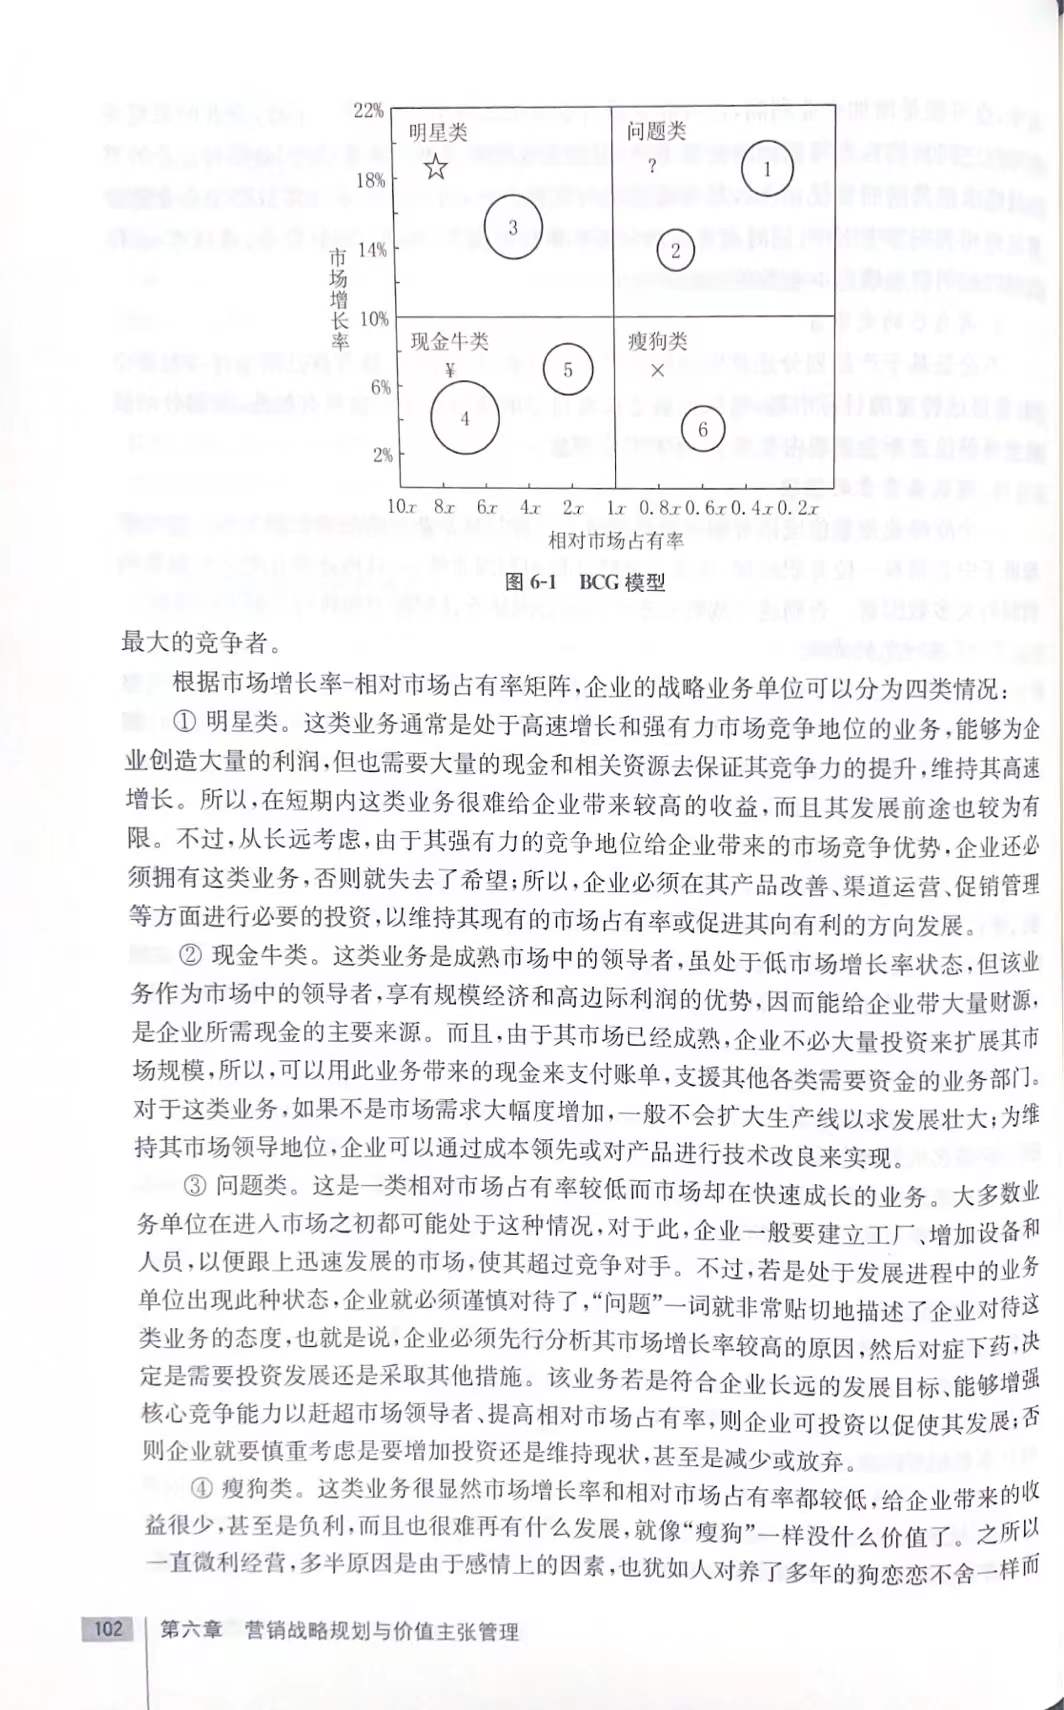 22%
明星类
☆
问题类
?
1
18%
3
2
14%
市场增长率
10%
现金牛类
¥
瘦狗类
×
5
6%
4
6
2%
10x 8x 6x 4x 2x 1x 0.8x 0.6x 0.4x 0.2x
相对市场占有率
图 6-1 BCG 模型
最大的竞争者。
根据市场增长率-相对市场占有率矩阵,企业的战略业务单位可以分为四类情况:
① 明星类。这类业务通常是处于高速增长和强有力市场竞争地位的业务,能够为企
业创造大量的利润,但也需要大量的现金和相关资源去保证其竞争力的提升,维持其高速
增长。所以,在短期内这类业务很难给企业带来较高的收益,而且其发展前途也较为有
限。不过,从长远考虑,由于其强有力的竞争地位给企业带来的市场竞争优势,企业还必
须拥有这类业务,否则就失去了希望;所以,企业必须在其产品改善、渠道运营、促销管理
等方面进行必要的投资,以维持其现有的市场占有率或促进其向有利的方向发展。
② 现金牛类。这类业务是成熟市场中的领导者,虽处于低市场增长率状态,但该业
务作为市场中的领导者,享有规模经济和高边际利润的优势,因而能给企业带大量财源,
是企业所需现金的主要来源。而且,由于其市场已经成熟,企业不必大量投资来扩展其市
场规模,所以,可以用此业务带来的现金来支付账单,支援其他各类需要资金的业务部门。
对于这类业务,如果不是市场需求大幅度增加,一般不会扩大生产线以求发展壮大;为维
持其市场领导地位,企业可以通过成本领先或对产品进行技术改良来实现。
③ 问题类。这是一类相对市场占有率较低而市场却在快速成长的业务。大多数业
务单位在进入市场之初都可能处于这种情况,对于此,企业一般要建立工厂、增加设备和
人员,以便跟上迅速发展的市场,使其超过竞争对手。不过,若是处于发展进程中的业务
单位出现此种状态,企业就必须谨慎对待了,“问题”一词就非常贴切地描述了企业对待这
类业务的态度,也就是说,企业必须先行分析其市场增长率较高的原因,然后对症下药,决
定是需要投资发展还是采取其他措施。该业务若是符合企业长远的发展目标、能够增强
核心竞争能力以赶超市场领导者、提高相对市场占有率,则企业可投资以促使其发展;否
则企业就要慎重考虑是要增加投资还是维持现状,甚至是减少或放弃。
④ 瘦狗类。这类业务很显然市场增长率和相对市场占有率都较低,给企业带来的收
益很少,甚至是负利,而且也很难再有什么发展,就像“瘦狗”一样没什么价值了。之所以
一直微利经营,多半原因是由于感情上的因素,也犹如人对养了多年的狗恋恋不舍一样而
102 第六章 营销战略规划与价值主张管理